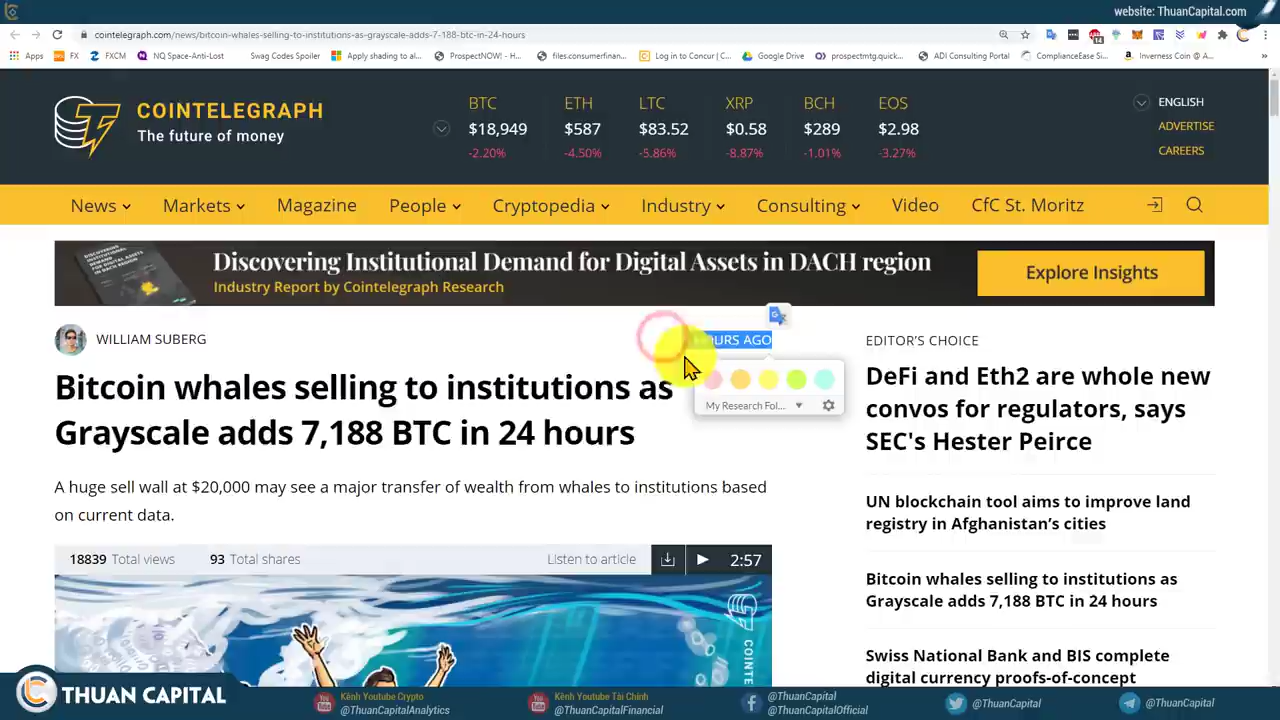 website: ThuanCapital.com
cointelegraph.com/news/bitcoin-whales-selling-to-institutions-as-grayscale-adds-7-188-btc-in-24-hours
Apps FX FXCM NQ Space-Anti-Lost Swag Codes Spoiler Apply shading to al... ProspectNOW! - H... files.consumerfinan... Log in to Concur | C... Google Drive prospectmtg.quick... ADI Consulting Portal ComplianceEase Si... Inverness Coin @ A...
COINTELEGRAPH
The future of money
BTC ETH LTC XRP BCH EOS
$18,949 $587 $83.52 $0.58 $289 $2.98
-2.20% -4.50% -5.86% -8.87% -1.01% -3.27%
ENGLISH
ADVERTISE
CAREERS
News Markets Magazine People Cryptopedia Industry Consulting Video CfC St. Moritz
Discovering Institutional Demand for Digital Assets in DACH region
Industry Report by Cointelegraph Research
Explore Insights
WILLIAM SUBERG
HOURS AGO
My Research Fol...
Bitcoin whales selling to institutions as
Grayscale adds 7,188 BTC in 24 hours
A huge sell wall at $20,000 may see a major transfer of wealth from whales to institutions based
on current data.
18839 Total views 93 Total shares Listen to article 2:57
COINS
EDITOR'S CHOICE
DeFi and Eth2 are whole new
convos for regulators, says
SEC's Hester Peirce
UN blockchain tool aims to improve land
registry in Afghanistan's cities
Bitcoin whales selling to institutions as
Grayscale adds 7,188 BTC in 24 hours
Swiss National Bank and BIS complete
digital currency proofs-of-concept
THUAN CAPITAL
Kênh Youtube Crypto
@ThuanCapitalAnalytics
Kênh Youtube Tài Chính
@ThuanCapitalFinancial
@ThuanCapital
@ThuanCapitalOfficial
@ThuanCapital
@ThuanCapital